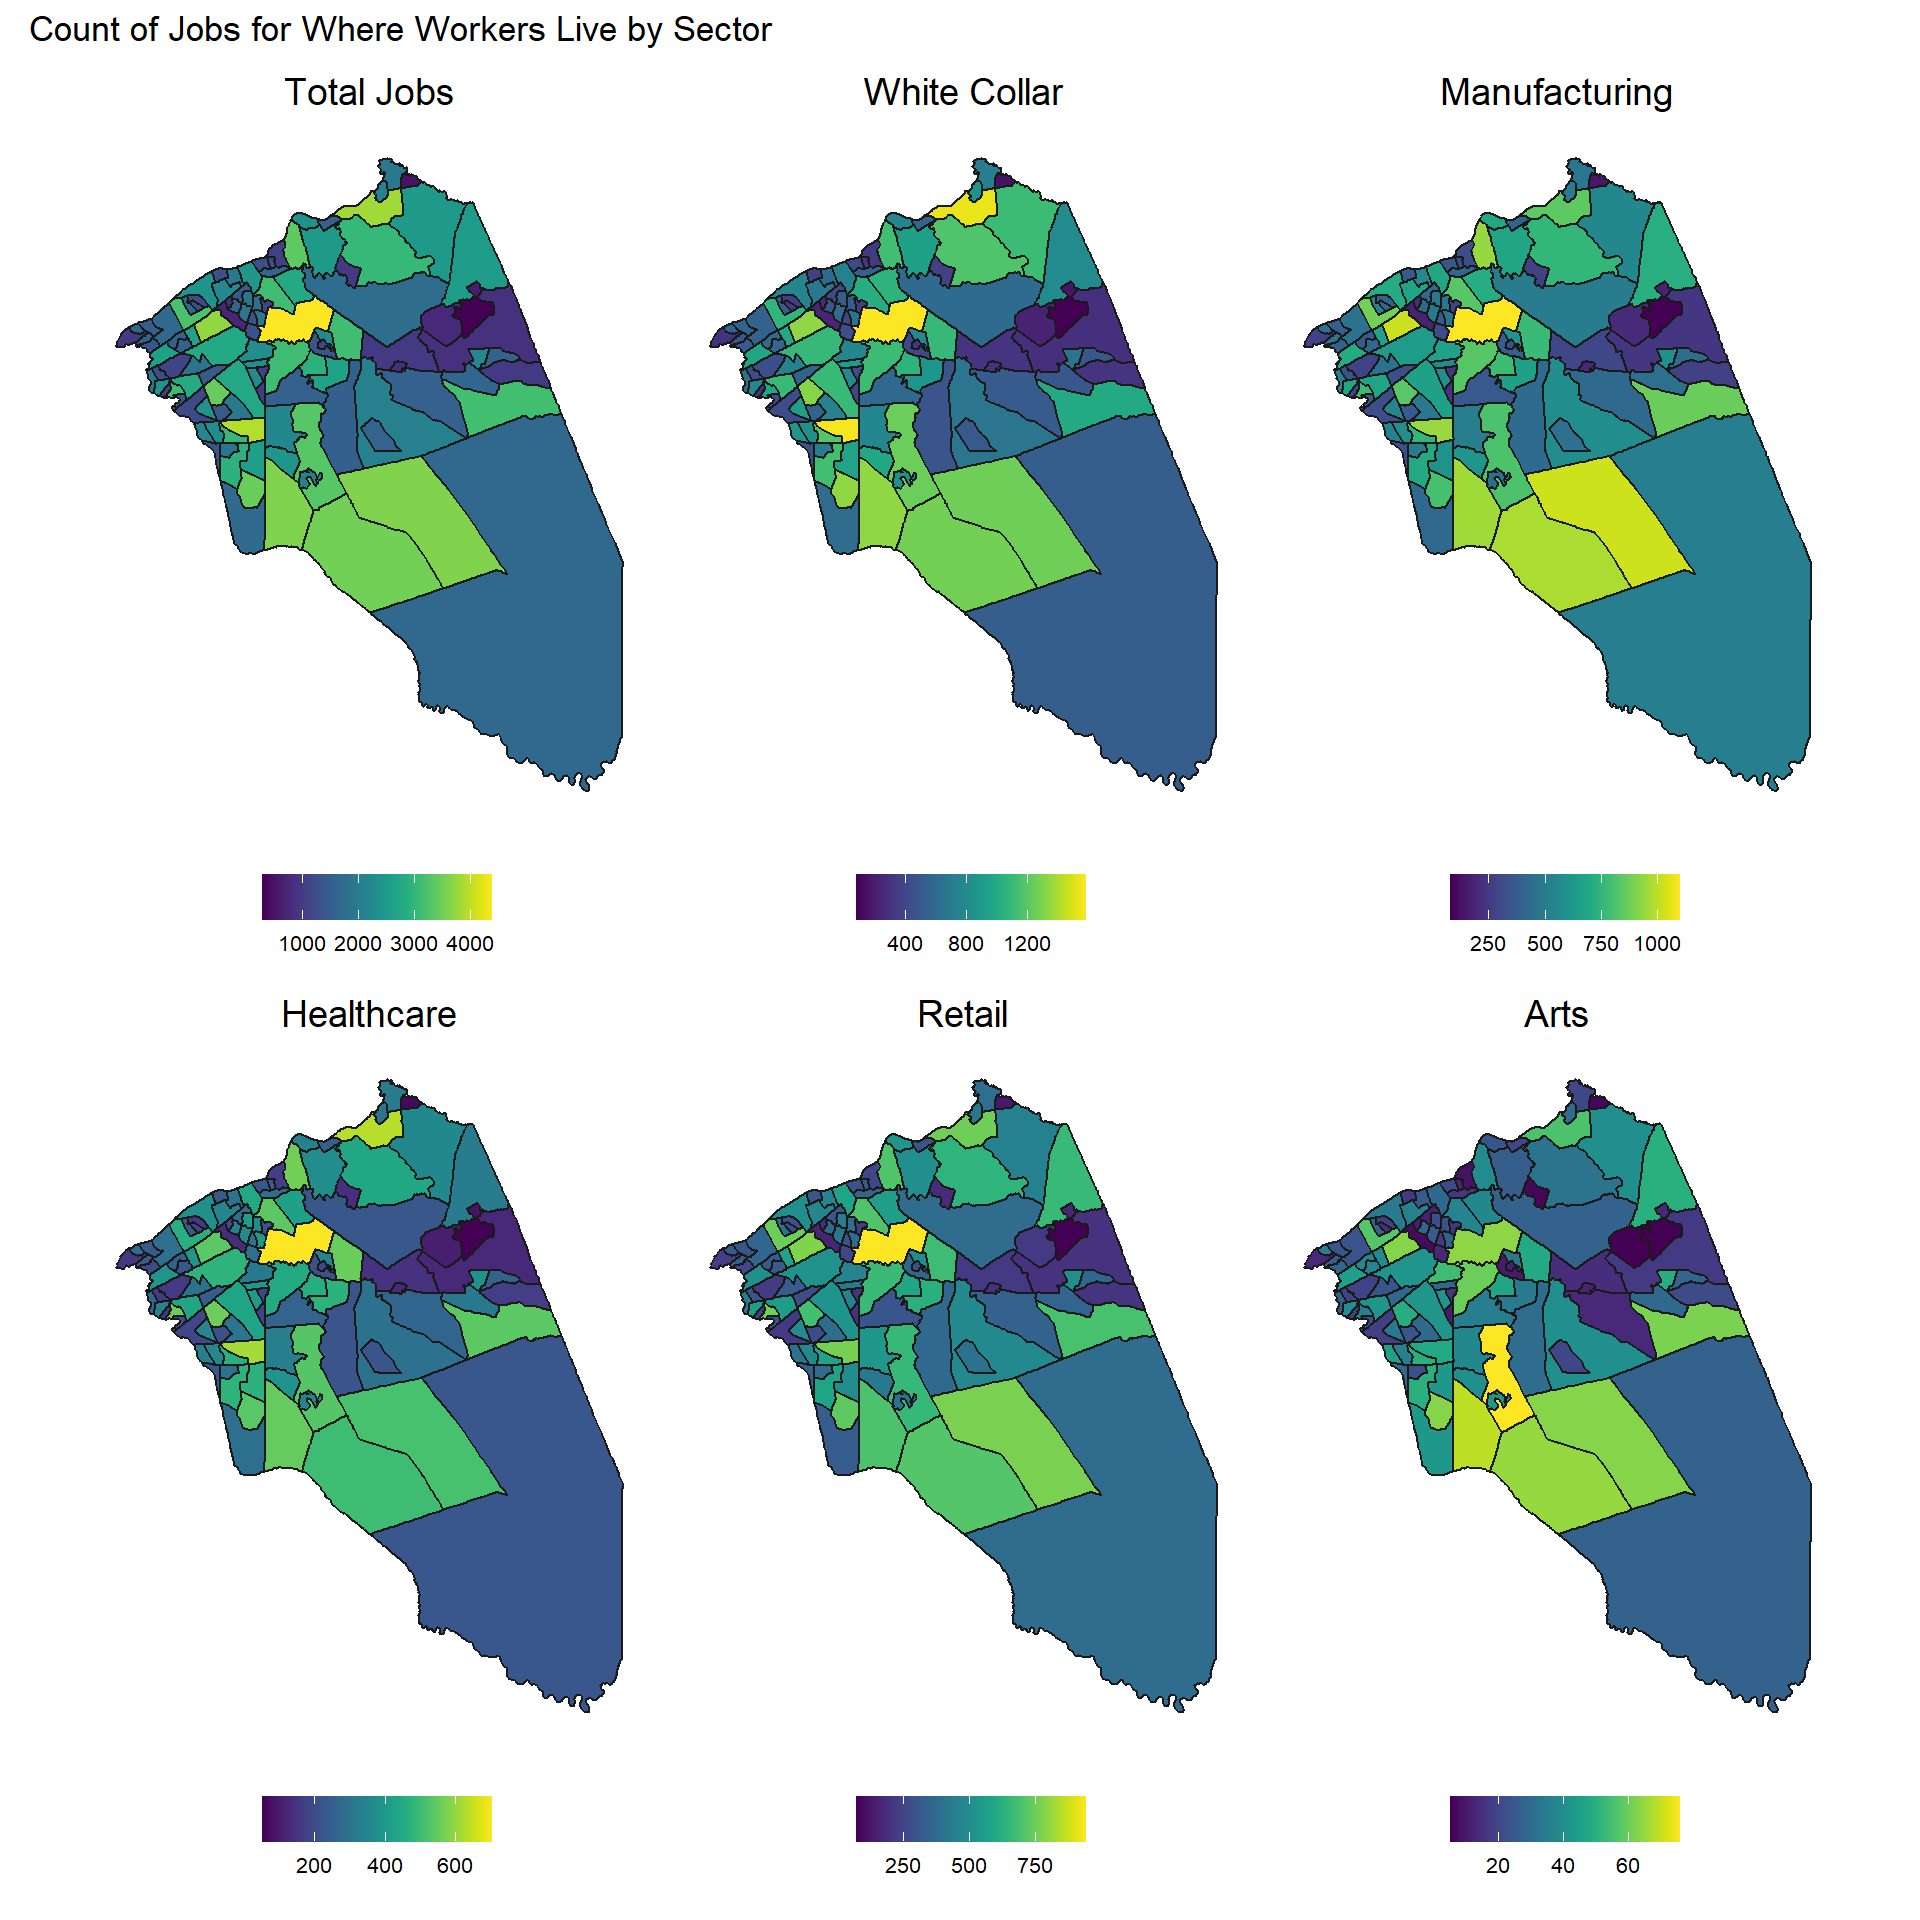 Count of Jobs for Where Workers Live by Sector
Total Jobs
White Collar
Manufacturing
1000 2000 3000 4000
400 800 1200
250 500 750 1000
Healthcare
Retail
Arts
200 400 600
250 500 750
20 40 60